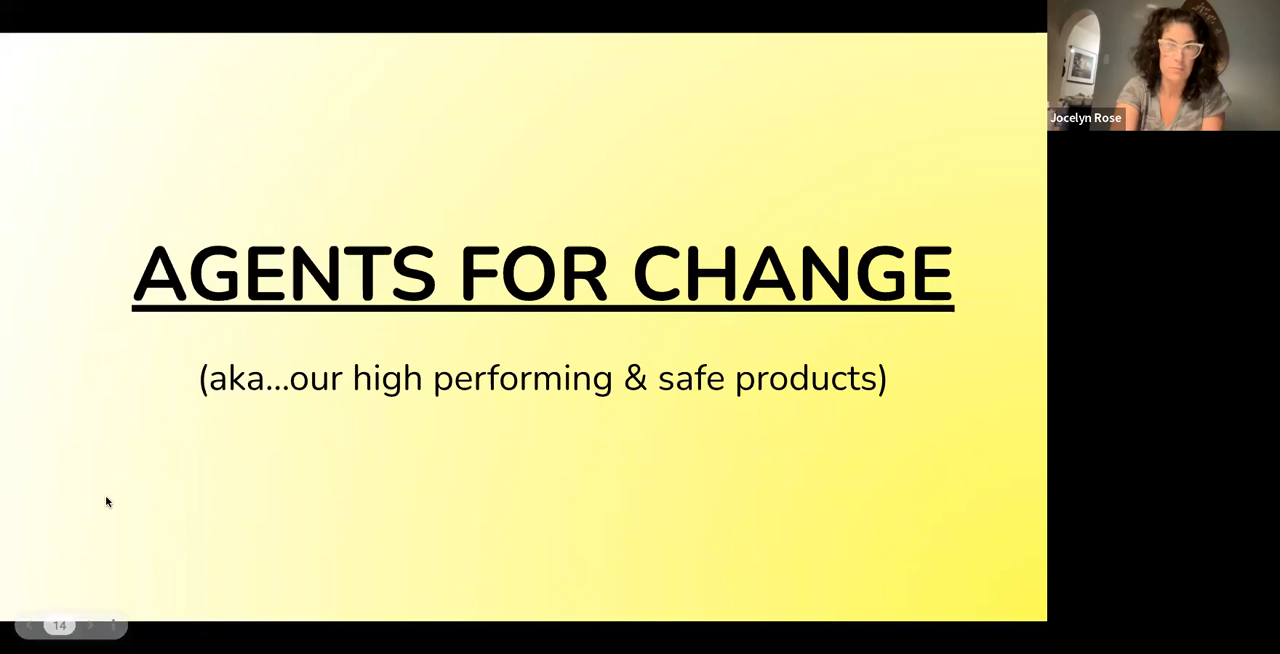 AGENTS FOR CHANGE
(aka...our high performing & safe products)
Jocelyn Rose
14